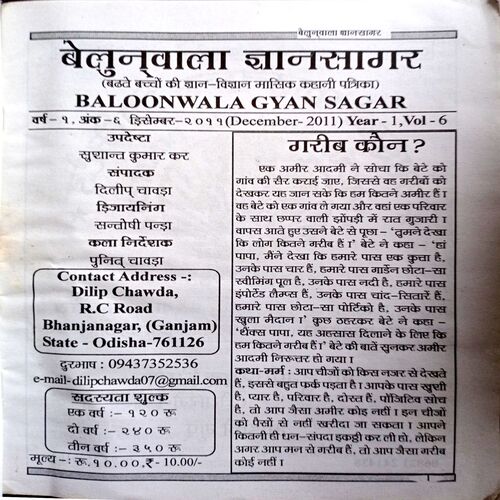 बेलुनवाला ज्ञानसागर
बेलुन्वाला ज्ञानसागर
(बढते बच्चों की ज्ञान-विज्ञान मासिक कहानी पत्रिका)
BALOONWALA GYAN SAGAR
वर्ष - १, अंक -६ डिसेम्बर-२०११(December- 2011) Year - 1,Vol - 6
उपदेष्टा
सुशान्त कुमार कर
संपादक
दिलीप चावड़ा
डिजायनिंग
सन्तोषी पन्ड़ा
कला निर्देशक
पुनित् चावड़ा
Contact Address -:
Dilip Chawda,
R.C Road
Bhanjanagar, (Ganjam)
State - Odisha-761126
दुरभाष : 09437352536
e-mail-dilipchawda07@gmail.com
सदस्यता शुल्क
एक वर्ष :- १२० रू
दो वर्ष :- २४० रू
तीन वर्ष :- ३५० रू
मूल्य -: रू.१०.००,₹ - 10.00/-
गरीब कौन ?
एक अमीर आदमी ने सोचा कि बेटे को
गांव की सैर कराई जाए, जिससे वह गरीबों को
देखकर यह जान सके कि हम कितने अमीर हैं ।
वह बेटे को एक गांव ले गया और वहां एक परिवार
के साथ छप्पर वाली झोंपड़ी में रात गुजारी ।
वापस आते हुए उसने बेटे से पूछा - 'तुमने देखा
कि लोग कितने गरीब हैं ।' बेटे ने कहा - 'हां
पापा, मैंने देखा कि हमारे पास एक कुत्ता है,
उनके पास चार हैं, हमारे पास गार्डेन छोटा-सा
स्वीमिंग पूल है, उनके पास नदी है, हमारे पास
इंपोर्टेड लैम्प्स हैं, उनके पास चांद-सितारें हैं,
हमारे पास छोटा-सा पोर्टिको है, उनके पास
खुला मैदान ।' कुछ ठहरकर बेटे ने कहा -
'थैंक्स पापा, यह अहसास दिलाने के लिए कि
हम कितने गरीब हैं ।' बेटे की बातें सुनकर अमीर
आदमी निरूत्तर हो गया ।
कथा-मर्म : आप चीजों को किस नजर से देखते
हैं, इससे बहुत फर्क पड़ता है । आपके पास खुशी
है, प्यार है, परिवार है, दोस्त हैं, पॉजिटिव सोच
है, तो आप जैसा अमीर कोई नहीं । इन चीजों
को पैसों से नहीं खरीदा जा सकता । आपने
कितनी ही धन-संपदा इकठ्ठी कर ली हो, लेकिन
अगर आप मन से गरीब हैं, तो आप जैसा गरीब
कोई नहीं ।
1